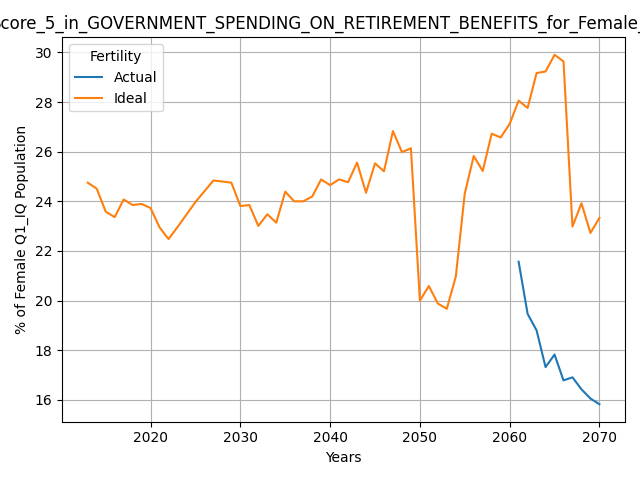 core_5_in_GOVERNMENT_SPENDING_ON_RETIREMENT_BENEFITS_for_Female_
Fertility
Actual
Ideal
% of Female Q1_IQ Population
30
28
26
24
22
20
18
16
2020 2030 2040 2050 2060 2070
Years